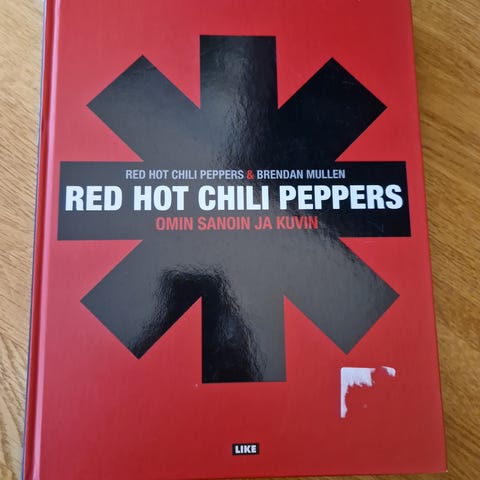 RED HOT CHILI PEPPERS & BRENDAN MULLEN
RED HOT CHILI PEPPERS
OMIN SANOIN JA KUVIN
LIKE